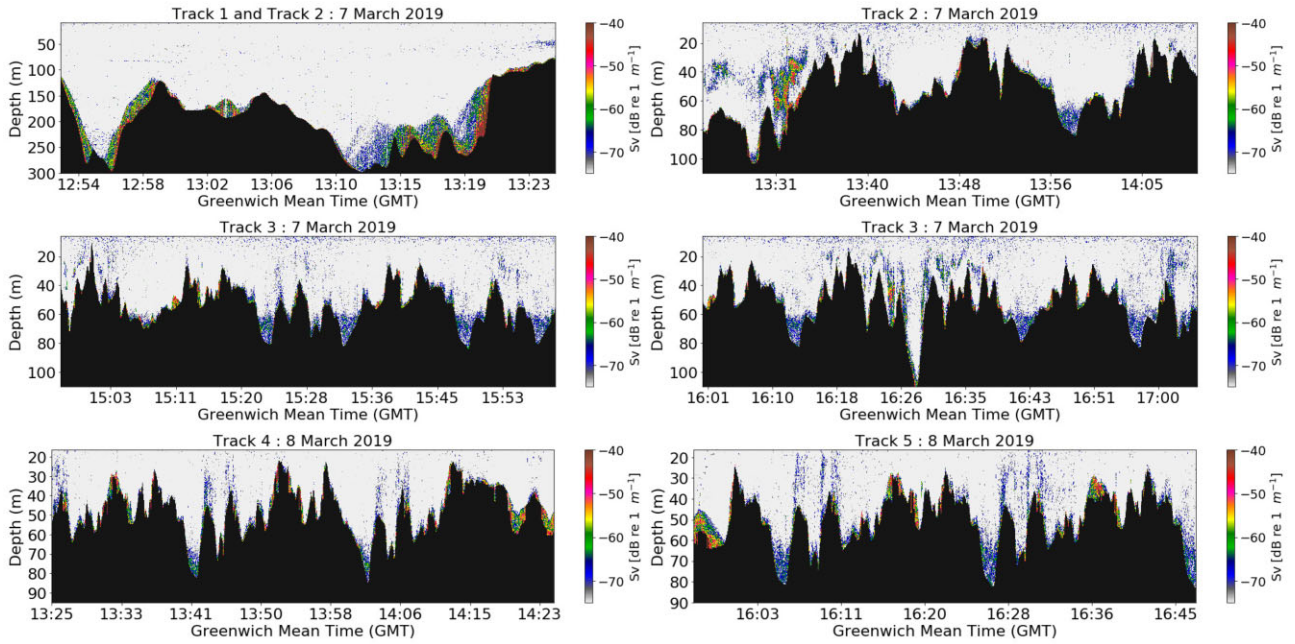 Track 1 and Track 2 : 7 March 2019
50
100
150
200
250
300
Depth (m)
12:54 12:58 13:02 13:06 13:10 13:15 13:19 13:23
Greenwich Mean Time (GMT)
−40
−50
−60
−70
Sv [dB re 1 m⁻¹]
Track 2 : 7 March 2019
20
40
60
80
100
Depth (m)
13:31 13:40 13:48 13:56 14:05
Greenwich Mean Time (GMT)
−40
−50
−60
−70
Sv [dB re 1 m⁻¹]
Track 3 : 7 March 2019
20
40
60
80
100
Depth (m)
15:03 15:11 15:20 15:28 15:36 15:45 15:53
Greenwich Mean Time (GMT)
−40
−50
−60
−70
Sv [dB re 1 m⁻¹]
Track 3 : 7 March 2019
20
40
60
80
100
Depth (m)
16:01 16:10 16:18 16:26 16:35 16:43 16:51 17:00
Greenwich Mean Time (GMT)
−40
−50
−60
−70
Sv [dB re 1 m⁻¹]
Track 4 : 8 March 2019
20
30
40
50
60
70
80
90
Depth (m)
13:25 13:33 13:41 13:50 13:58 14:06 14:15 14:23
Greenwich Mean Time (GMT)
−40
−50
−60
−70
Sv [dB re 1 m⁻¹]
Track 5 : 8 March 2019
20
30
40
50
60
70
80
90
Depth (m)
16:03 16:11 16:20 16:28 16:36 16:45
Greenwich Mean Time (GMT)
−40
−50
−60
−70
Sv [dB re 1 m⁻¹]